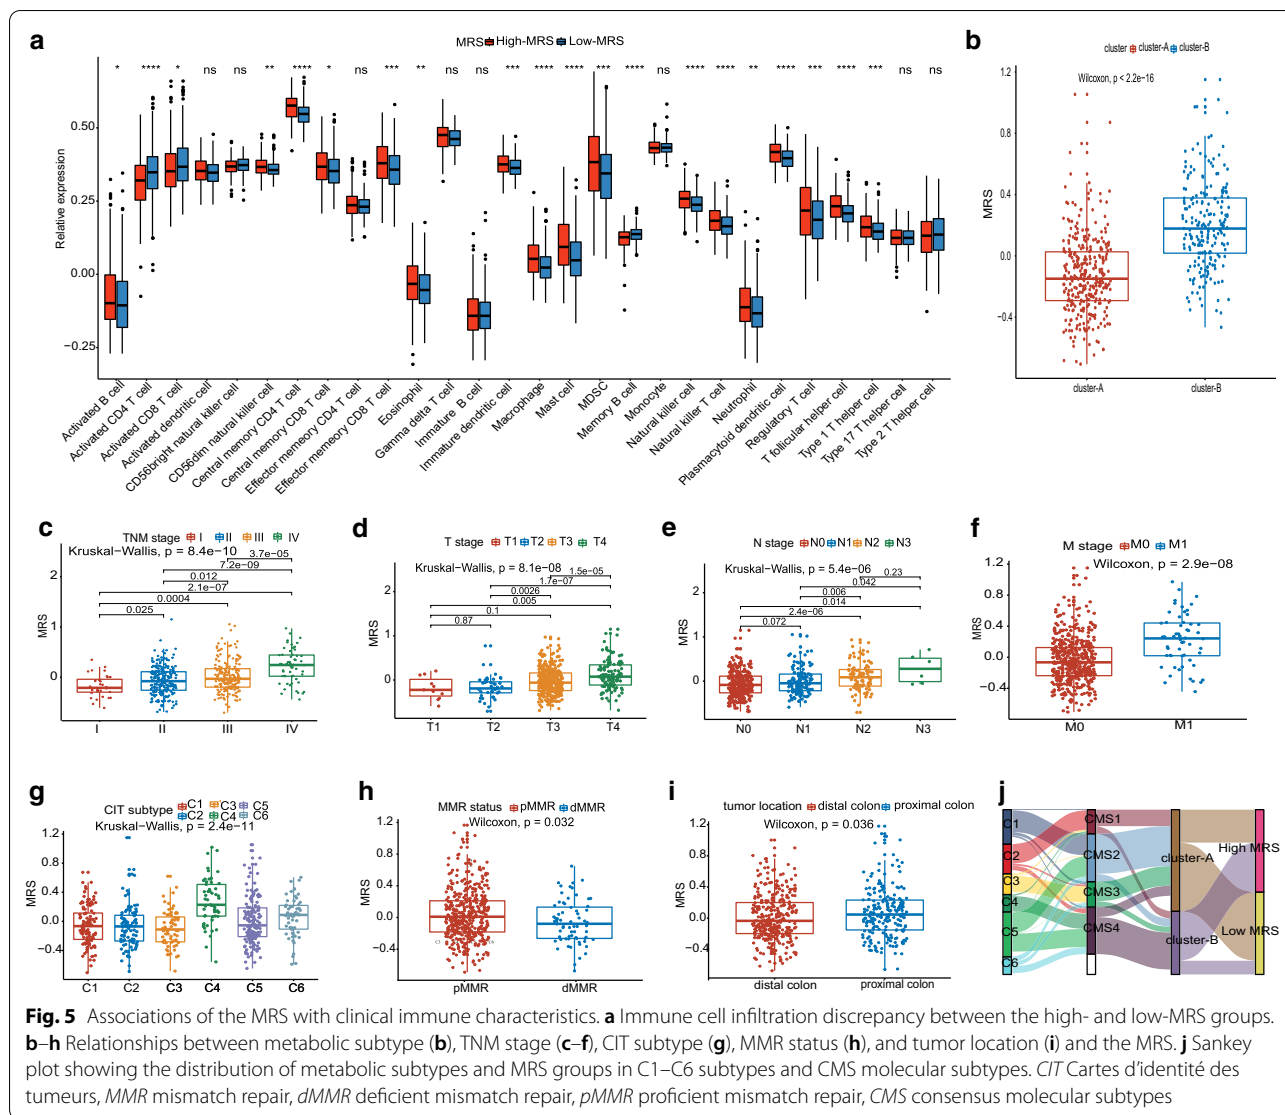 a
MRS High-MRS Low-MRS
* **** * ns ns ** **** * ns *** ** ns ns *** **** **** *** **** ns **** **** ** **** *** **** *** ns ns
Relative expression
0.50
0.25
0.00
−0.25
Activated B cell
Activated CD4 T cell
Activated CD8 T cell
Activated dendritic cell
CD56bright natural killer cell
CD56dim natural killer cell
Central memory CD4 T cell
Central memory CD8 T cell
Effector memory CD4 T cell
Effector memory CD8 T cell
Eosinophil
Gamma delta T cell
Immature B cell
Immature dendritic cell
Macrophage
Mast cell
MDSC
Memory B cell
Monocyte
Natural killer cell
Natural killer T cell
Neutrophil
Plasmacytoid dendritic cell
Regulatory T cell
T follicular helper cell
Type 1 T helper cell
Type 17 T helper cell
Type 2 T helper cell
b
cluster cluster-A cluster-B
Wilcoxon, p < 2.2e−16
MRS
1.2
0.8
0.4
0.0
−0.4
cluster-A cluster-B
c
TNM stage I II III IV
Kruskal−Wallis, p = 8.4e−10
3.7e−05
7.2e−09
0.012
2.1e−07
0.0004
0.025
MRS
2
1
0
I II III IV
d
T stage T1 T2 T3 T4
Kruskal−Wallis, p = 8.1e−08
1.5e−05
1.7e−07
0.0026
0.005
0.1
0.87
MRS
2
1
0
T1 T2 T3 T4
e
N stage N0 N1 N2 N3
Kruskal−Wallis, p = 5.4e−06
0.23
0.042
0.006
0.014
2.4e−06
0.072
MRS
2
1
0
N0 N1 N2 N3
f
M stage M0 M1
Wilcoxon, p = 2.9e−08
MRS
1.2
0.8
0.4
0.0
−0.4
M0 M1
g
CIT subtype C1 C3 C5
C2 C4 C6
Kruskal−Wallis, p = 2.4e−11
MRS
1.2
0.8
0.4
0.0
−0.4
C1 C2 C3 C4 C5 C6
h
MMR status pMMR dMMR
Wilcoxon, p = 0.032
MRS
1.2
0.8
0.4
0.0
−0.4
pMMR dMMR
i
tumor location distal colon proximal colon
Wilcoxon, p = 0.036
MRS
1.2
0.8
0.4
0.0
−0.4
distal colon proximal colon
j
C1
C2
C3
C4
C5
C6
CMS1
CMS2
CMS3
CMS4
cluster-A
cluster-B
High MRS
Low MRS
Fig. 5 Associations of the MRS with clinical immune characteristics. a Immune cell infiltration discrepancy between the high- and low-MRS groups.
b–h Relationships between metabolic subtype (b), TNM stage (c–f), CIT subtype (g), MMR status (h), and tumor location (i) and the MRS. j Sankey
plot showing the distribution of metabolic subtypes and MRS groups in C1–C6 subtypes and CMS molecular subtypes. CIT Cartes d'identité des
tumeurs, MMR mismatch repair, dMMR deficient mismatch repair, pMMR proficient mismatch repair, CMS consensus molecular subtypes